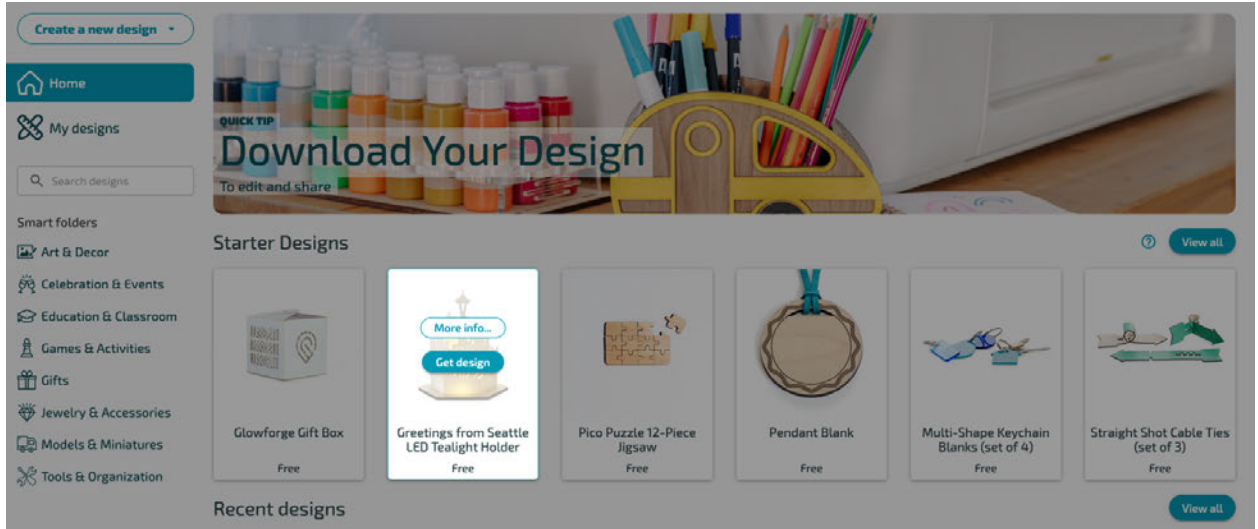 Create a new design
Home
My designs
Search designs
Smart folders
Art & Decor
Celebration & Events
Education & Classroom
Games & Activities
Gifts
Jewelry & Accessories
Models & Miniatures
Tools & Organization
QUICK TIP
Download Your Design
To edit and share
Starter Designs
View all
Glowforge Gift Box
Free
More info...
Get design
Greetings from Seattle
LED Tealight Holder
Free
Pico Puzzle 12-Piece
Jigsaw
Free
Pendant Blank
Free
Multi-Shape Keychain
Blanks (set of 4)
Free
Straight Shot Cable Ties
(set of 3)
Free
Recent designs
View all